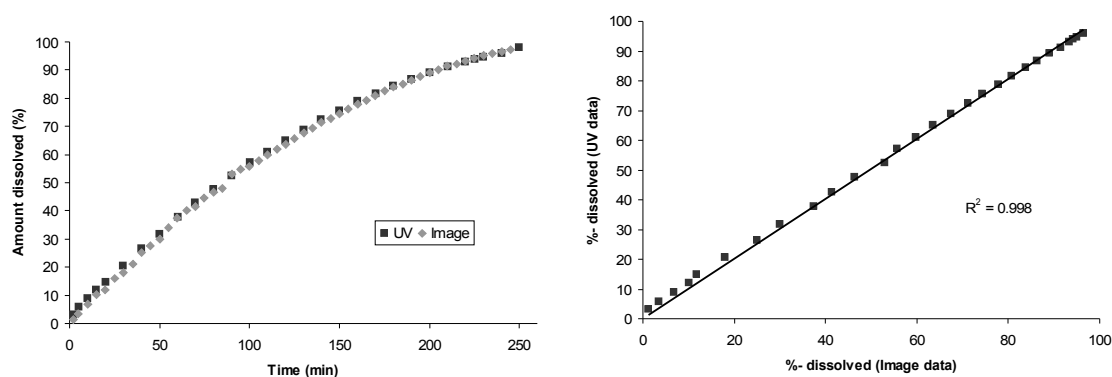 Amount dissolved (%)
100
90
80
70
60
50
40
30
20
10
0
0 50 100 150 200 250
Time (min)
UV Image
%- dissolved (UV data)
100
90
80
70
60
50
40
30
20
10
0
R² = 0.998
0 20 40 60 80 100
%- dissolved (Image data)